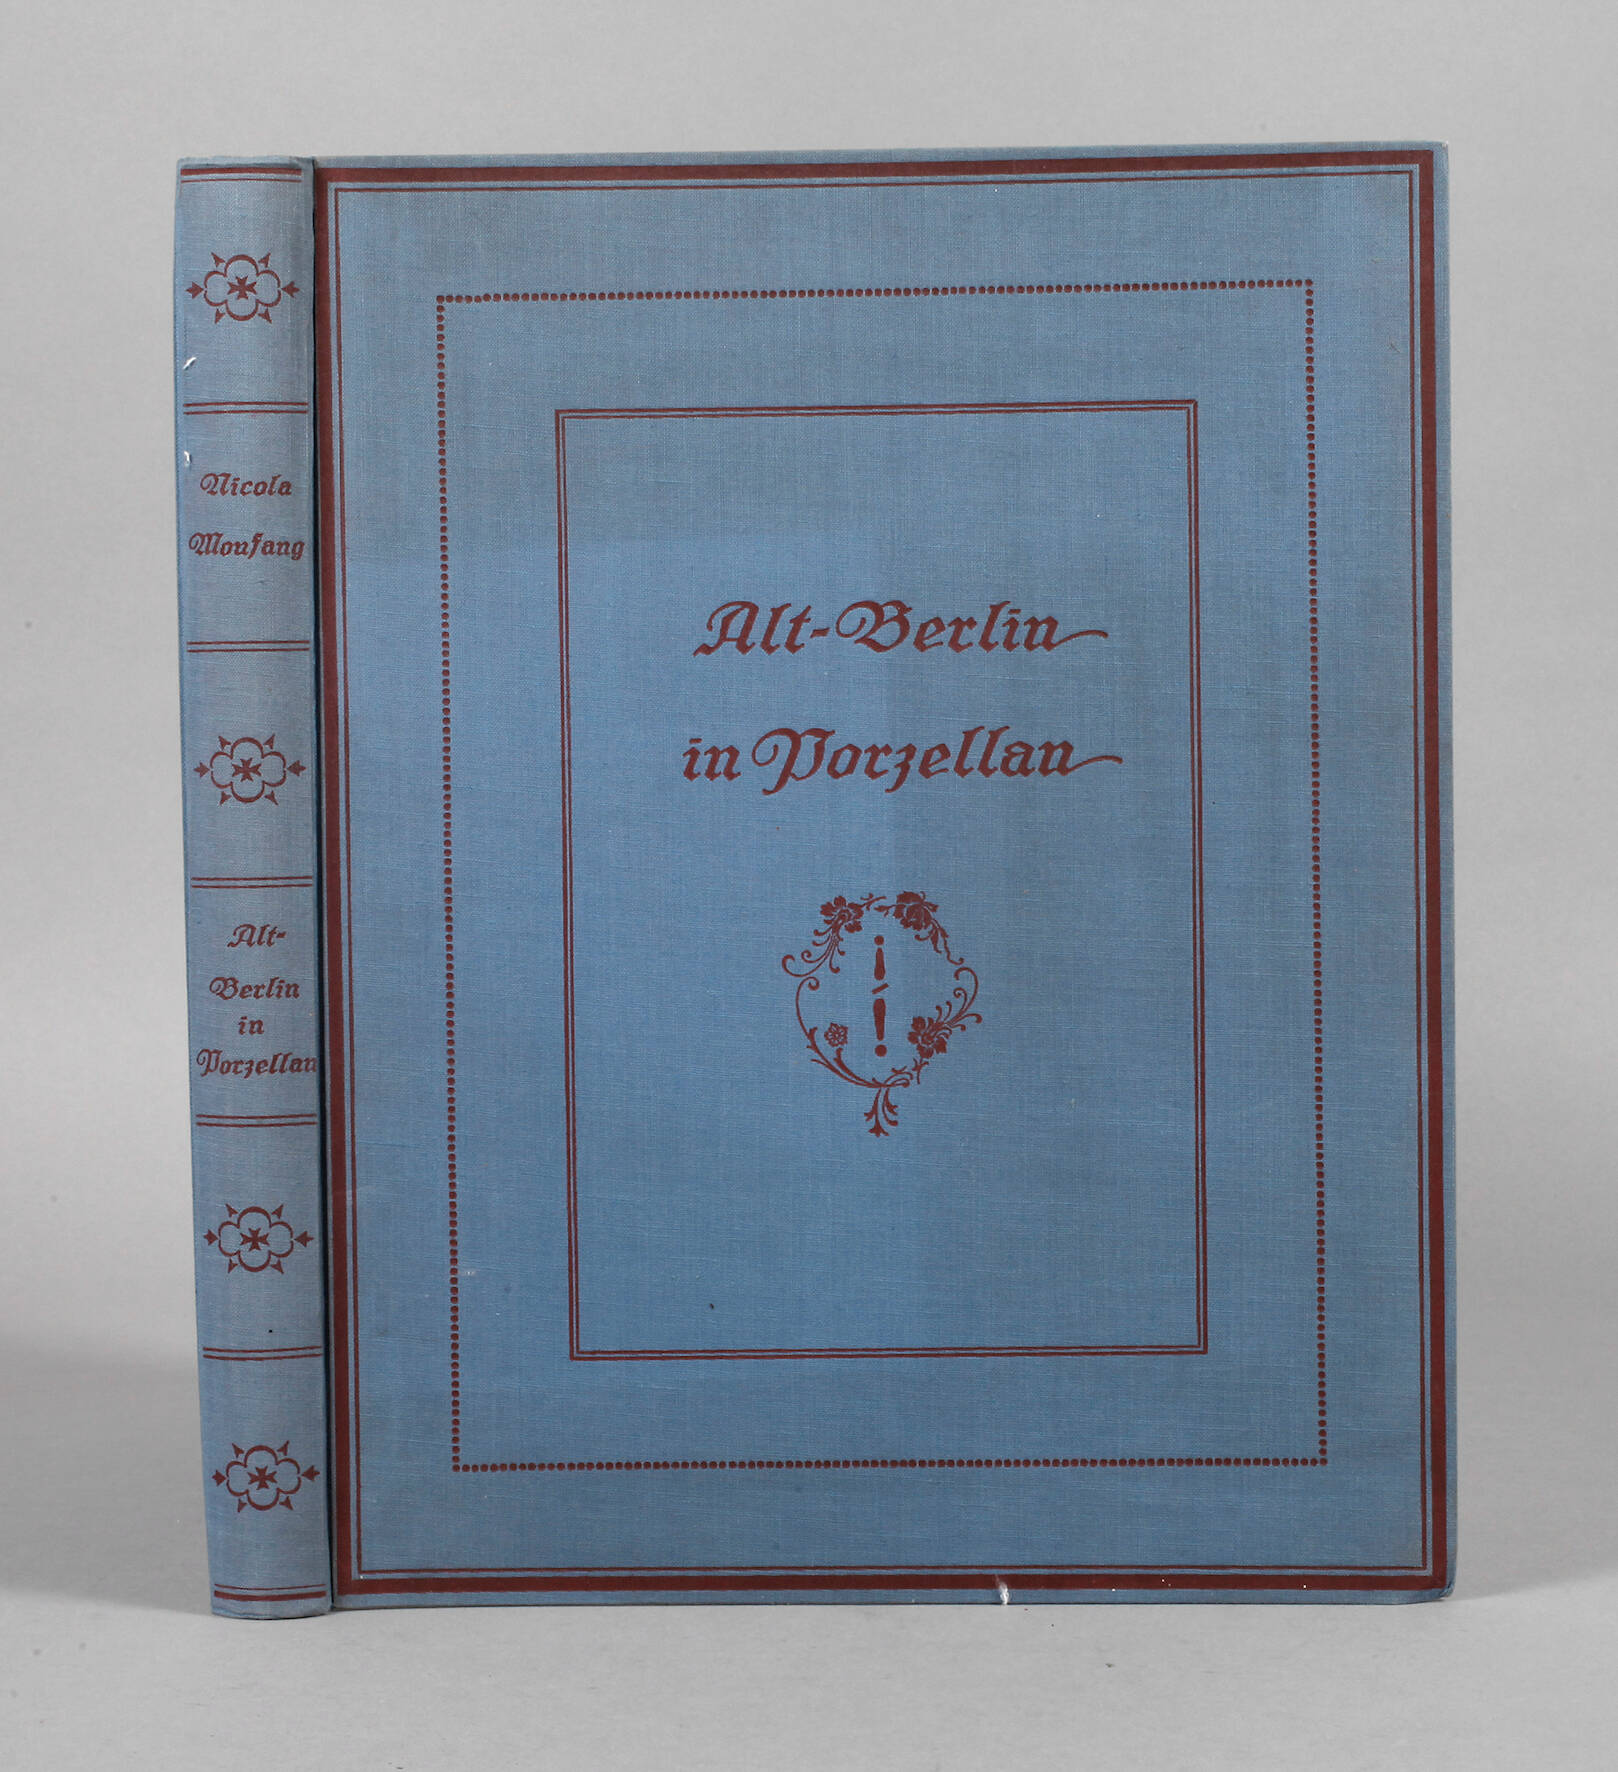 Nicola
Moufang
Alt-
Berlin
in
Porzellan
Alt-Berlin
in Porzellan